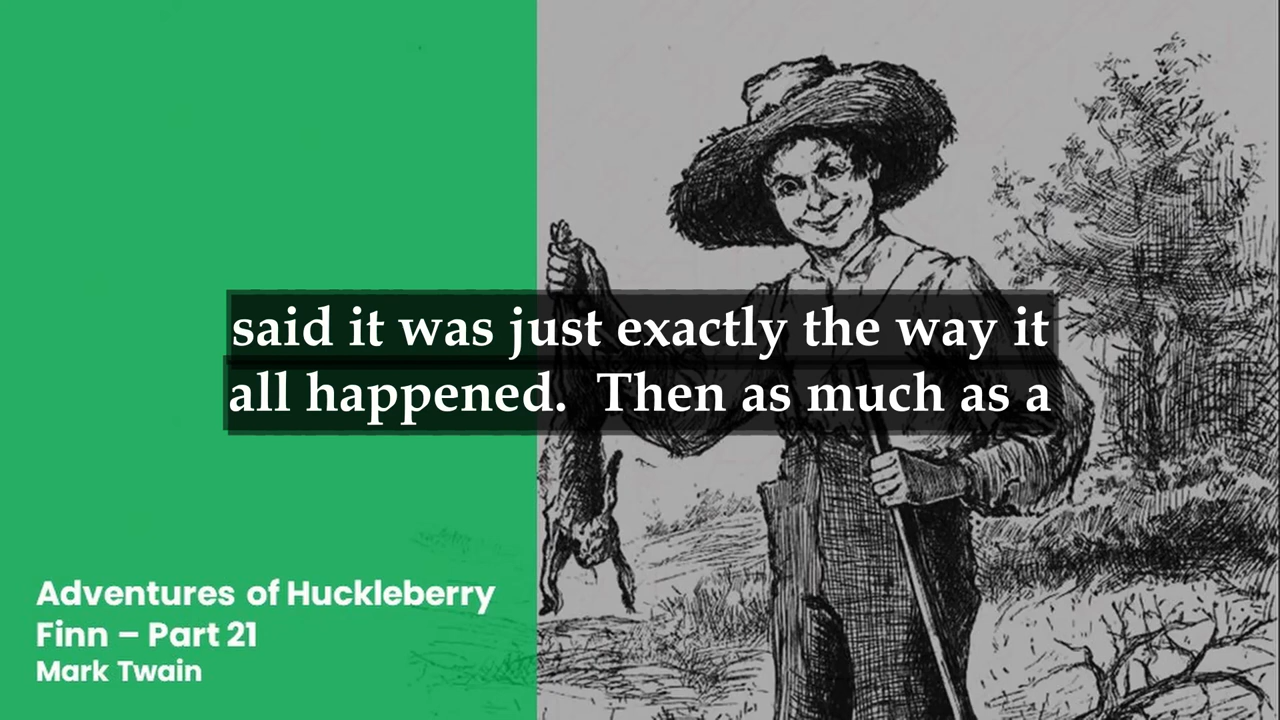 said it was just exactly the way it
all happened. Then as much as a
Adventures of Huckleberry
Finn – Part 21
Mark Twain